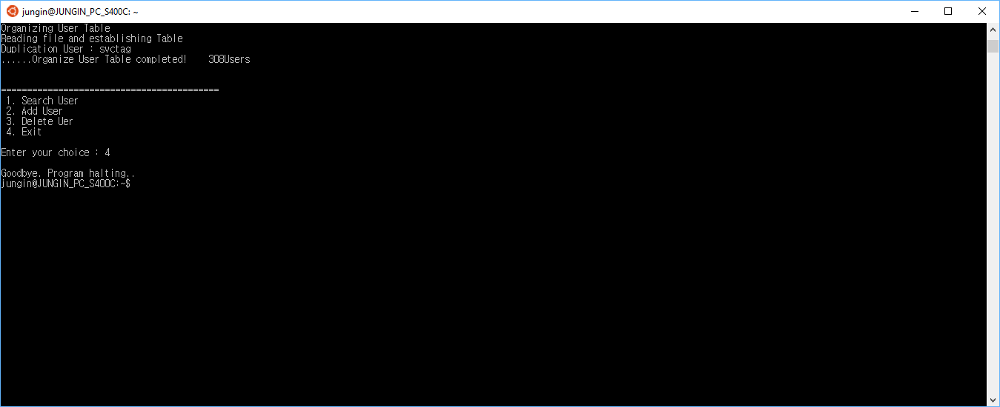 jungin@JUNGIN_PC_S400C: ~
Organizing User Table
Reading file and establishing Table
Duplication User : svctag
......Organize User Table completed!    308Users
==========================================
1. Search User
2. Add User
3. Delete Uer
4. Exit
Enter your choice : 4
Goodbye. Program halting..
jungin@JUNGIN_PC_S400C:~$